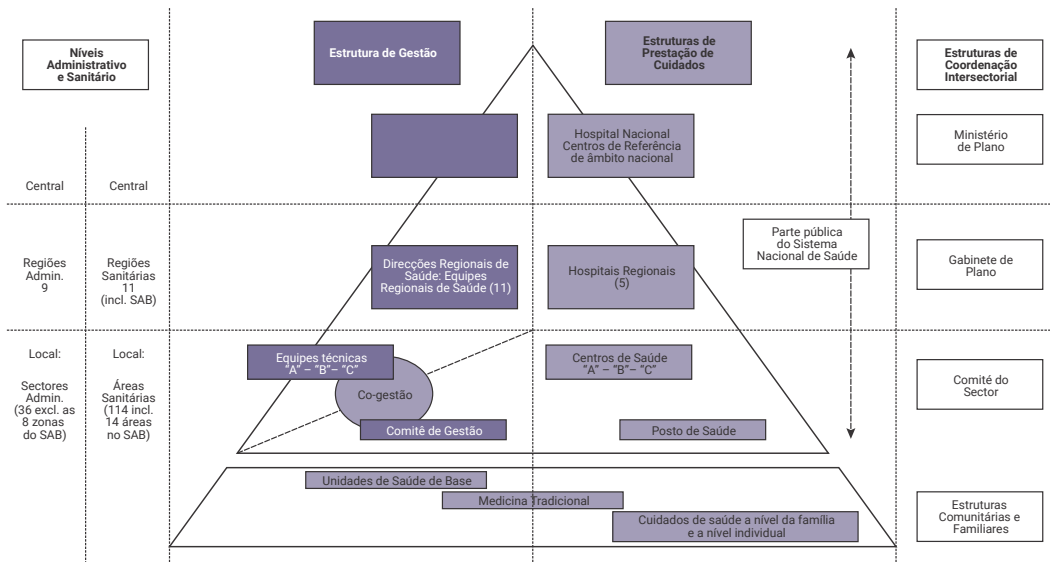 Níveis
Administrativo
e Sanitário
Estrutura de Gestão
Estruturas de
Prestação de
Cuidados
Estruturas de
Coordenação
Intersectorial
Central
Central
Hospital Nacional
Centros de Referência
de âmbito nacional
Ministério
de Plano
Regiões
Admin.
9
Regiões
Sanitárias
11
(incl. SAB)
Direcções Regionais de
Saúde: Equipes
Regionais de Saúde (11)
Hospitais Regionais
(5)
Parte pública
do Sistema
Nacional de Saúde
Gabinete
de Plano
Local:
Sectores
Admin.
(36 excl. as
8 zonas
do SAB)
Local:
Áreas
Sanitárias
(114 incl.
14 áreas
no SAB)
Equipes técnicas
“A” – “B”– “C”
Co-gestão
Comitê de Gestão
Centros de Saúde
“A” – “B”– “C”
Posto de Saúde
Comité do
Sector
Unidades de Saúde de Base
Medicina Tradicional
Cuidados de saúde a nível da família
e a nível individual
Estruturas
Comunitárias e
Familiares